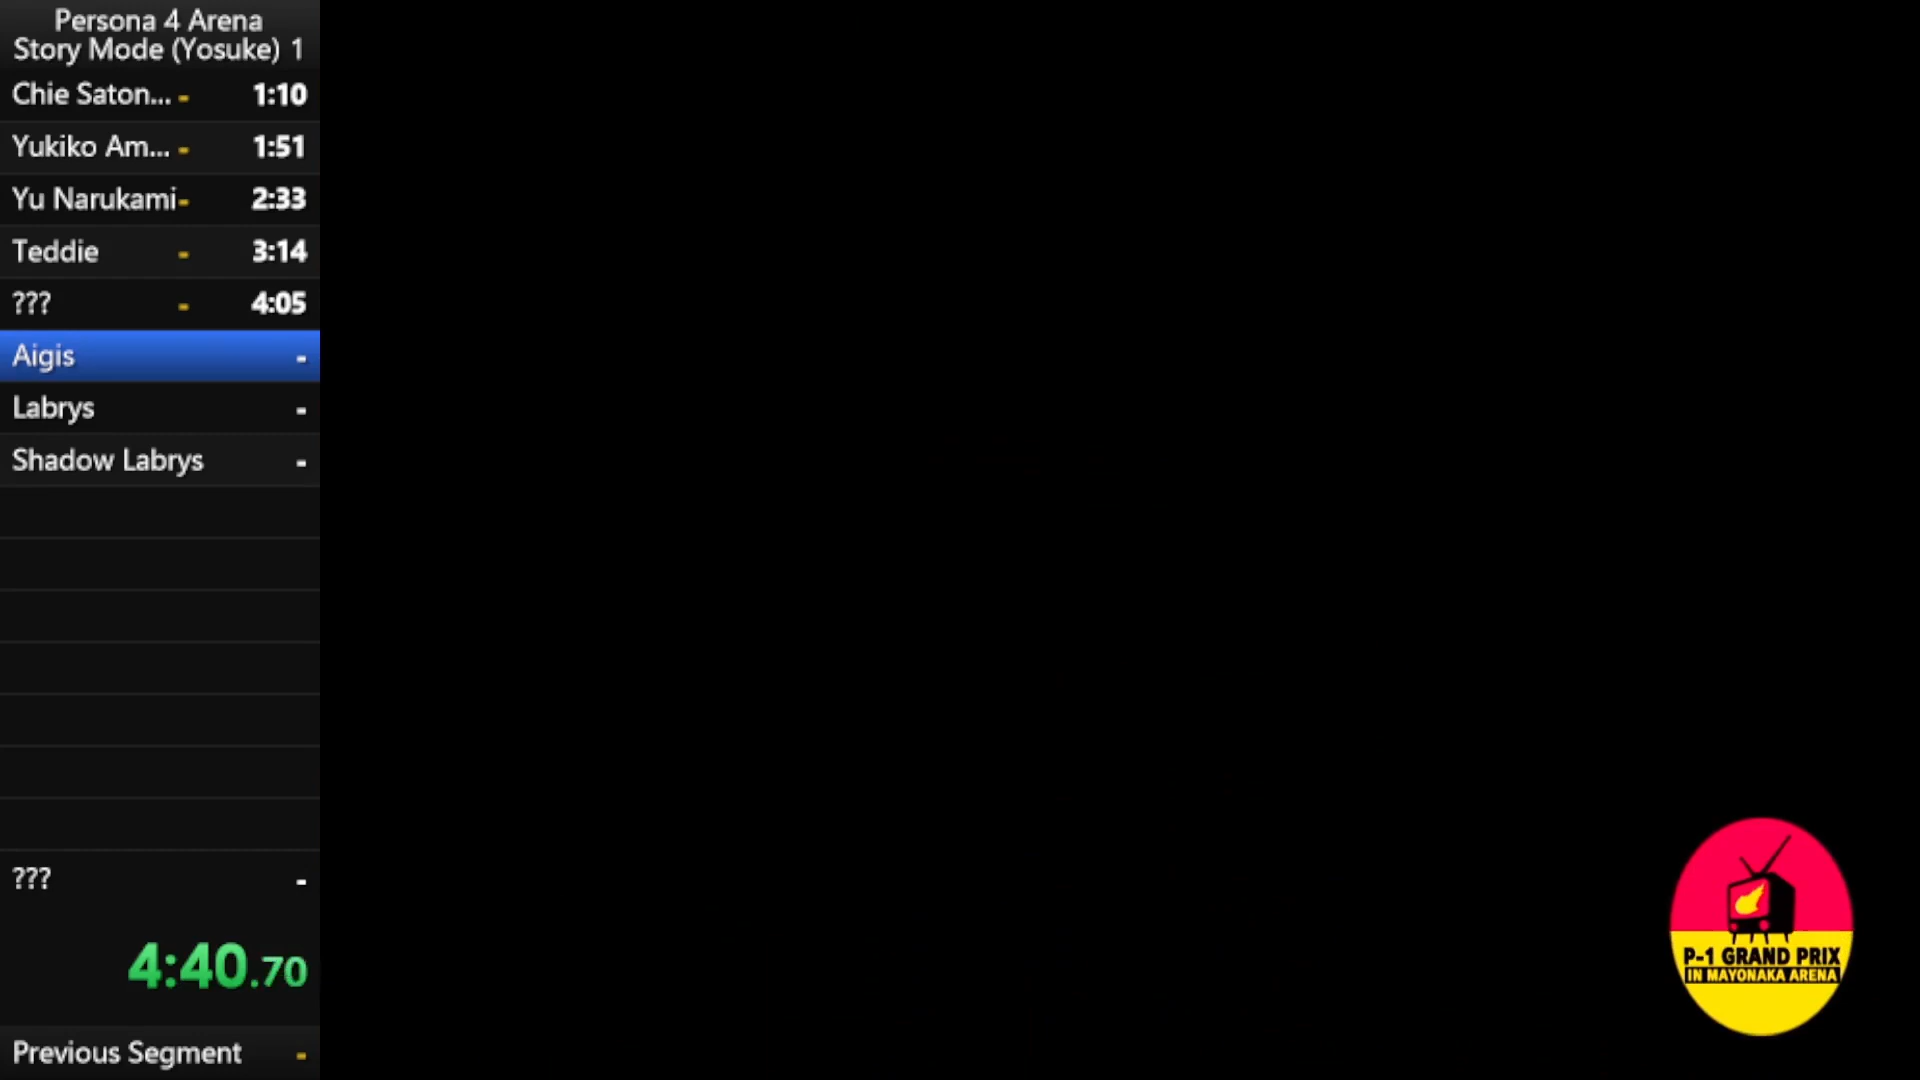 Persona 4 Arena
Story Mode (Yosuke) 1
Chie Saton... - 1:10
Yukiko Am... - 1:51
Yu Narukami - 2:33
Teddie - 3:14
??? - 4:05
Aigis -
Labrys -
Shadow Labrys -
??? -
4:40.70
Previous Segment -
P-1 GRAND PRIX
IN MAYONAKA ARENA